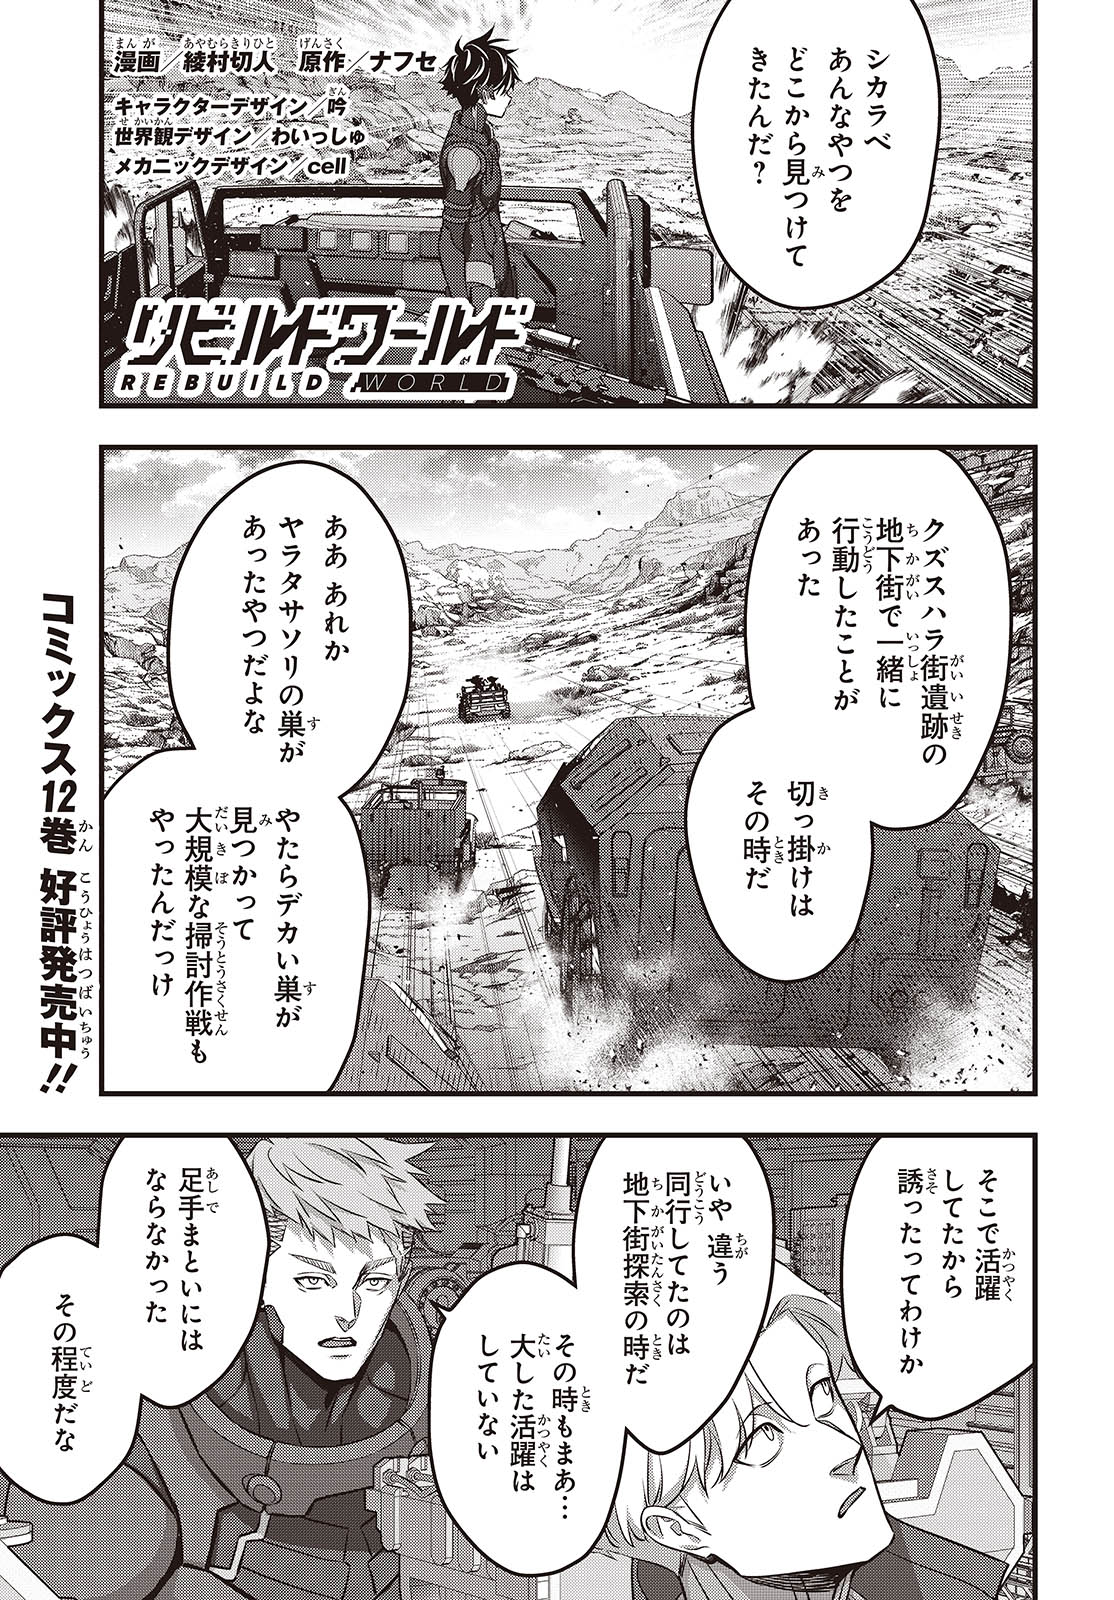 シカラベ
あんなやつを
どこから見つけて
きたんだ？
漫画／綾村切人　原作／ナフセ
キャラクターデザイン／吟
世界観デザイン／わいっしゅ
メカニックデザイン／cell
リビルドワールド
REBUILD WORLD
クズスハラ街遺跡の
地下街で一緒に
行動したことが
あった
切っ掛けは
その時だ
ああ あれか
ヤラタサソリの巣が
あったやつだよな
やたらデカい巣が
見つかって
大規模な掃討作戦も
やったんだっけ
コミックス12巻 好評発売中!!
そこで活躍
してたから
誘ったってわけか
いや 違う
同行してたのは
地下街探索の時だ
その時もまあ…
大した活躍は
していない
足手まといには
ならなかった
その程度だな